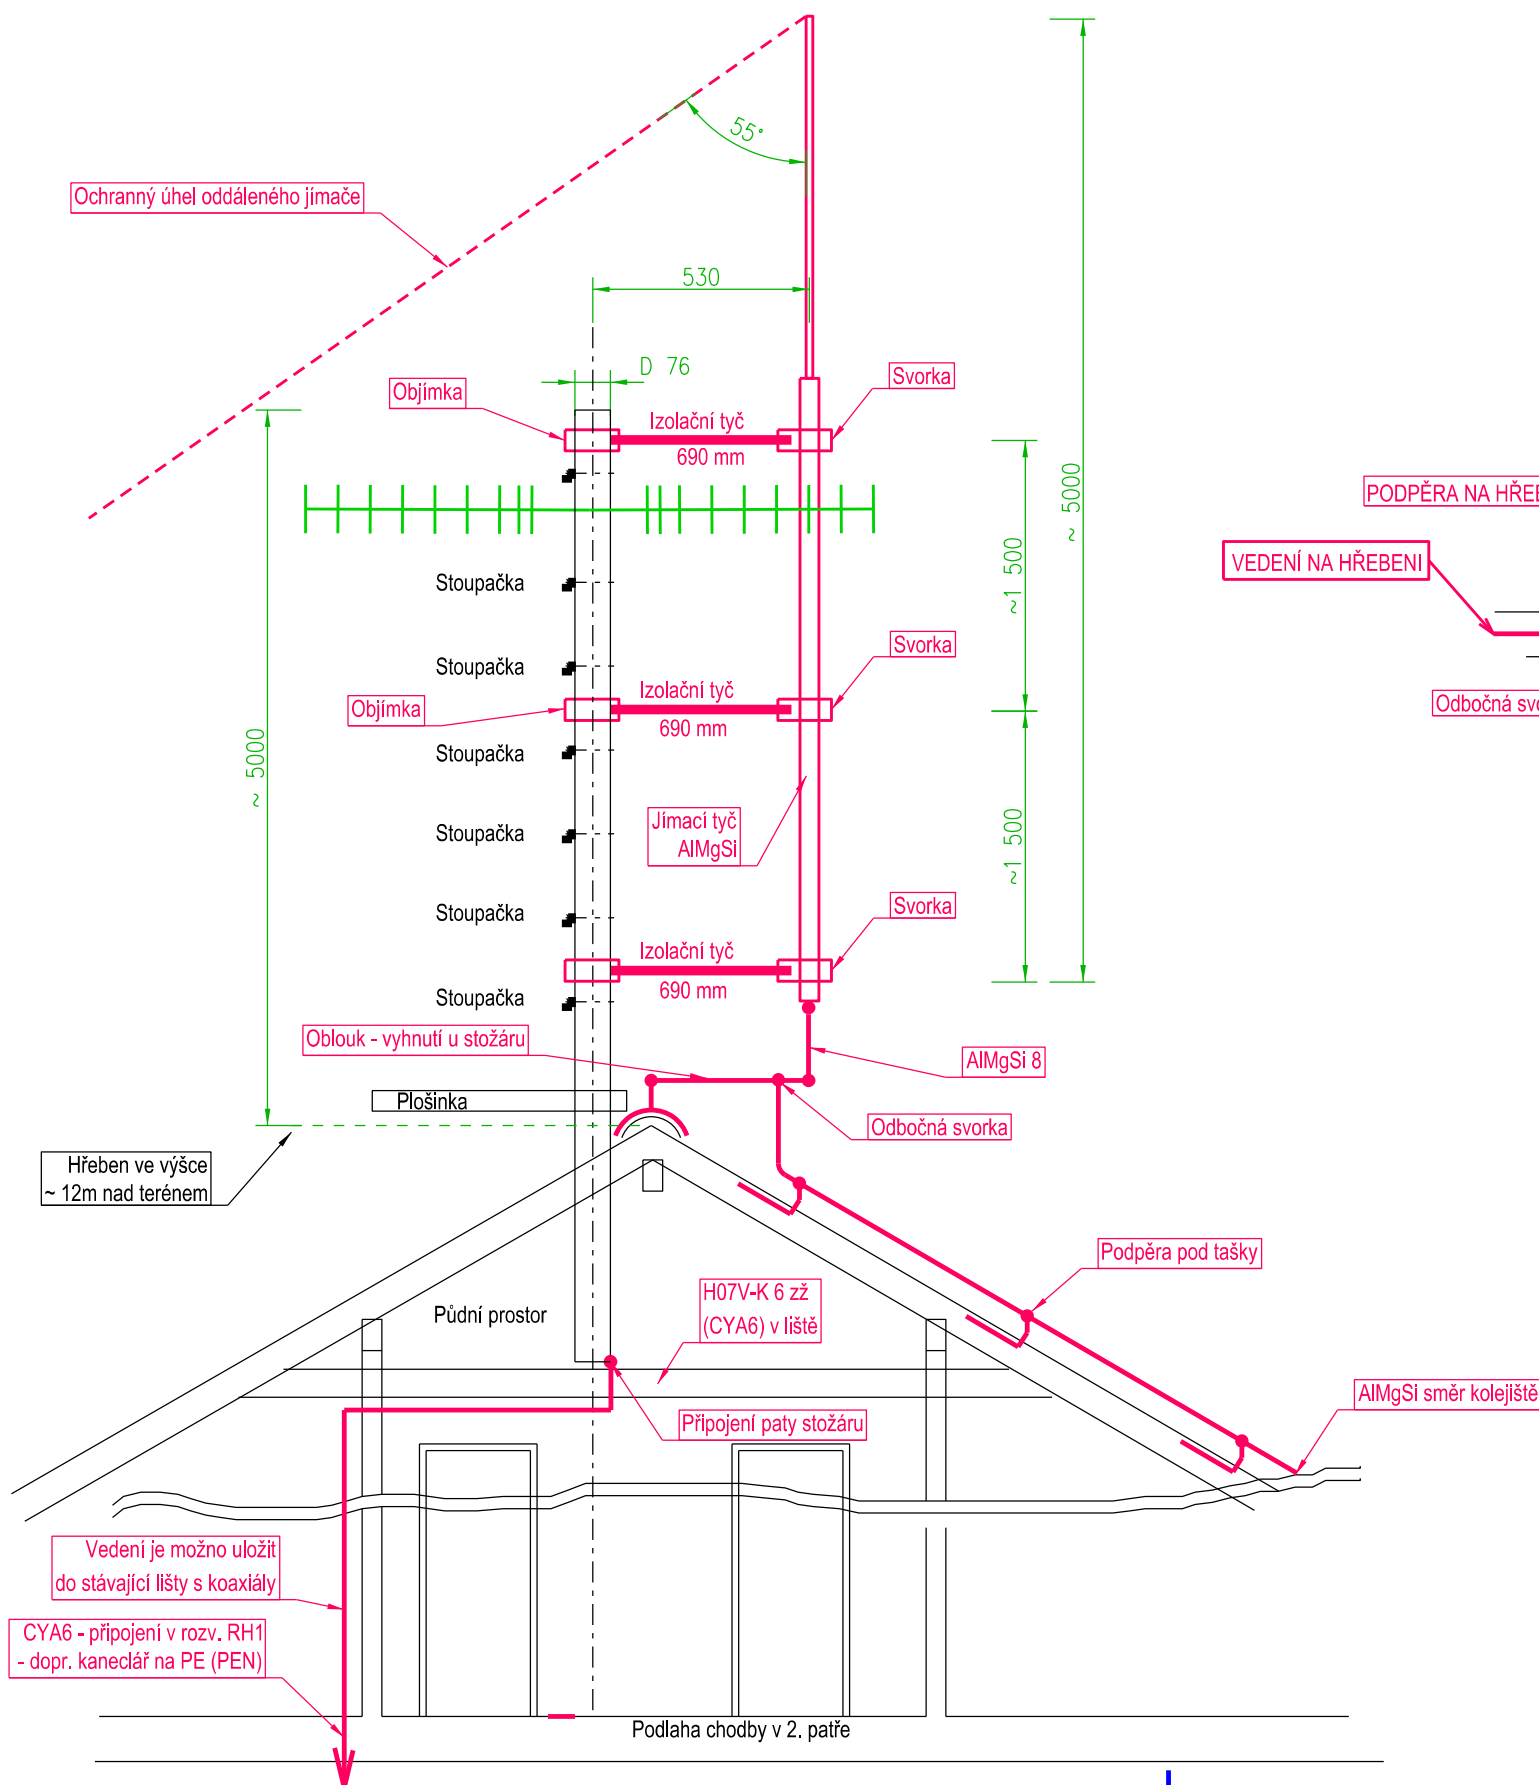 55°
Ochranný úhel oddáleného jímače
530
D 76
Objímka
Svorka
Izolační tyč
690 mm
~ 5000
PODPĚRA NA HŘE
VEDENÍ NA HŘEBENI
~1 500
Stoupačka
Svorka
Stoupačka
Izolační tyč
690 mm
Objímka
Odbočná sv
~ 5000
Stoupačka
Jímací tyč
AlMgSi
Stoupačka
~1 500
Svorka
Stoupačka
Izolační tyč
690 mm
Stoupačka
Oblouk - vyhnutí u stožáru
AlMgSi 8
Plošinka
Odbočná svorka
Hřeben ve výšce
~ 12m nad terénem
Podpěra pod tašky
H07V-K 6 zž
(CYA6) v liště
Půdní prostor
AlMgSi směr kolejiště
Připojení paty stožáru
Vedení je možno uložit
do stávající lišty s koaxiály
CYA6 - připojení v rozv. RH1
- dopr. kaneclář na PE (PEN)
Podlaha chodby v 2. patře